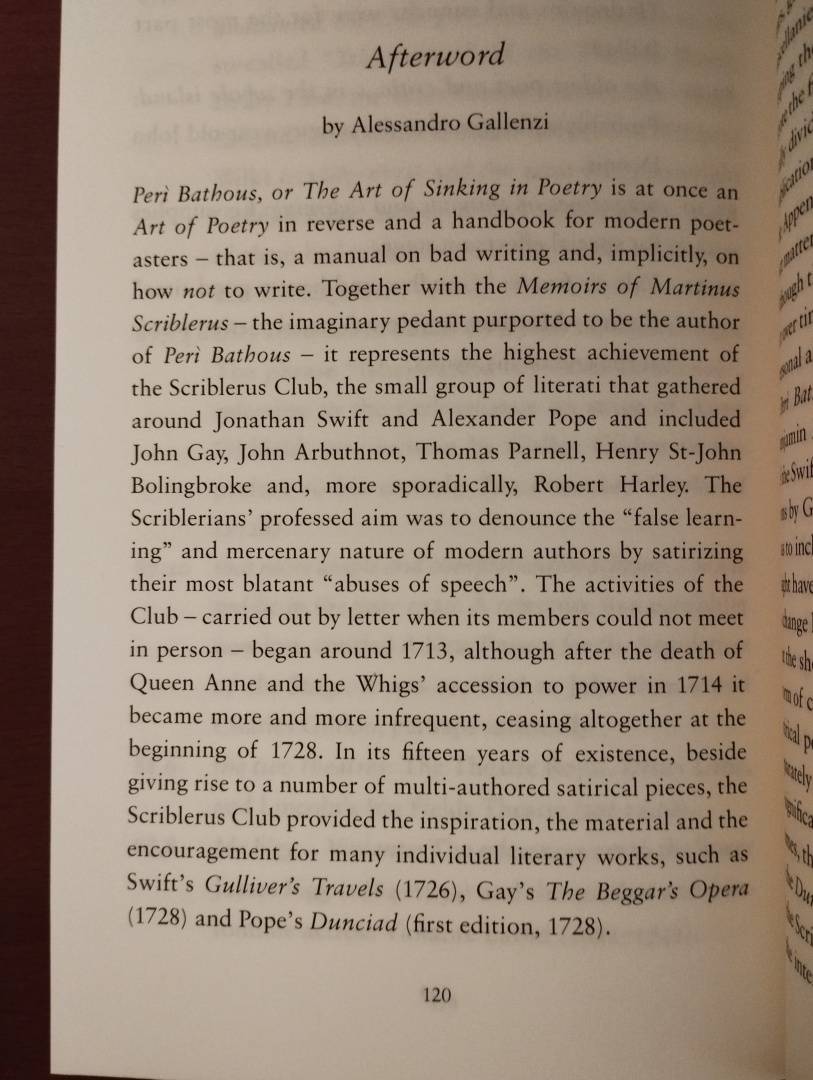 Afterword
by Alessandro Gallenzi
Perì Bathous, or The Art of Sinking in Poetry is at once an
Art of Poetry in reverse and a handbook for modern poet-
asters – that is, a manual on bad writing and, implicitly, on
how not to write. Together with the Memoirs of Martinus
Scriblerus – the imaginary pedant purported to be the author
of Perì Bathous – it represents the highest achievement of
the Scriblerus Club, the small group of literati that gathered
around Jonathan Swift and Alexander Pope and included
John Gay, John Arbuthnot, Thomas Parnell, Henry St-John
Bolingbroke and, more sporadically, Robert Harley. The
Scriblerians’ professed aim was to denounce the “false learn-
ing” and mercenary nature of modern authors by satirizing
their most blatant “abuses of speech”. The activities of the
Club – carried out by letter when its members could not meet
in person – began around 1713, although after the death of
Queen Anne and the Whigs’ accession to power in 1714 it
became more and more infrequent, ceasing altogether at the
beginning of 1728. In its fifteen years of existence, beside
giving rise to a number of multi-authored satirical pieces, the
Scriblerus Club provided the inspiration, the material and the
encouragement for many individual literary works, such as
Swift’s Gulliver’s Travels (1726), Gay’s The Beggar’s Opera
(1728) and Pope’s Dunciad (first edition, 1728).
120